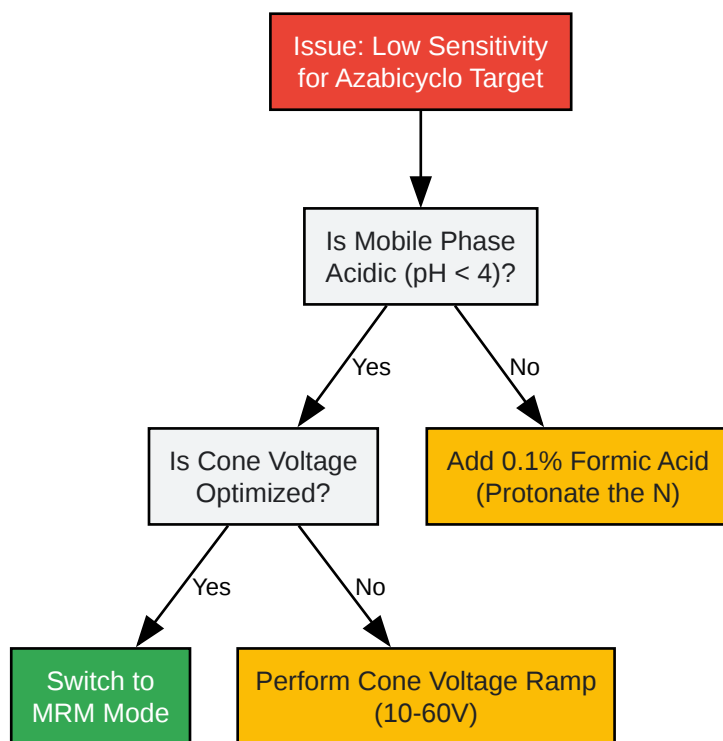 Issue: Low Sensitivity
for Azabicyclo Target
Is Mobile Phase
Acidic (pH < 4)?
Yes
No
Is Cone Voltage
Optimized?
Add 0.1% Formic Acid
(Protonate the N)
Yes
No
Switch to
MRM Mode
Perform Cone Voltage Ramp
(10-60V)